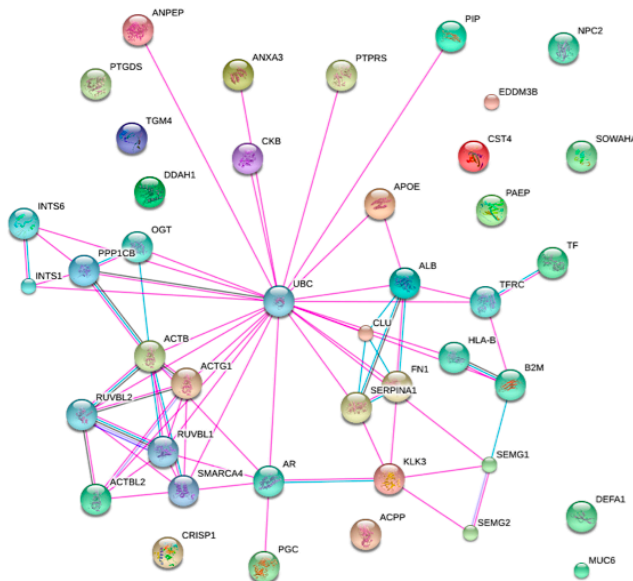 ANPEP
PIP
NPC2
PTGDS
ANXA3
PTPRS
EDDM3B
TGM4
CKB
CST4
SOWAHA
DDAH1
APOE
PAEP
INTS6
OGT
PPP1CB
UBC
ALB
TF
INTS1
TFRC
CLU
ACTB
HLA-B
ACTG1
FN1
B2M
SERPINA1
RUVBL2
RUVBL1
SEMG1
ACTBL2
SMARCA4
AR
KLK3
DEFA1
SEMG2
CRISP1
PGC
ACPP
MUC6